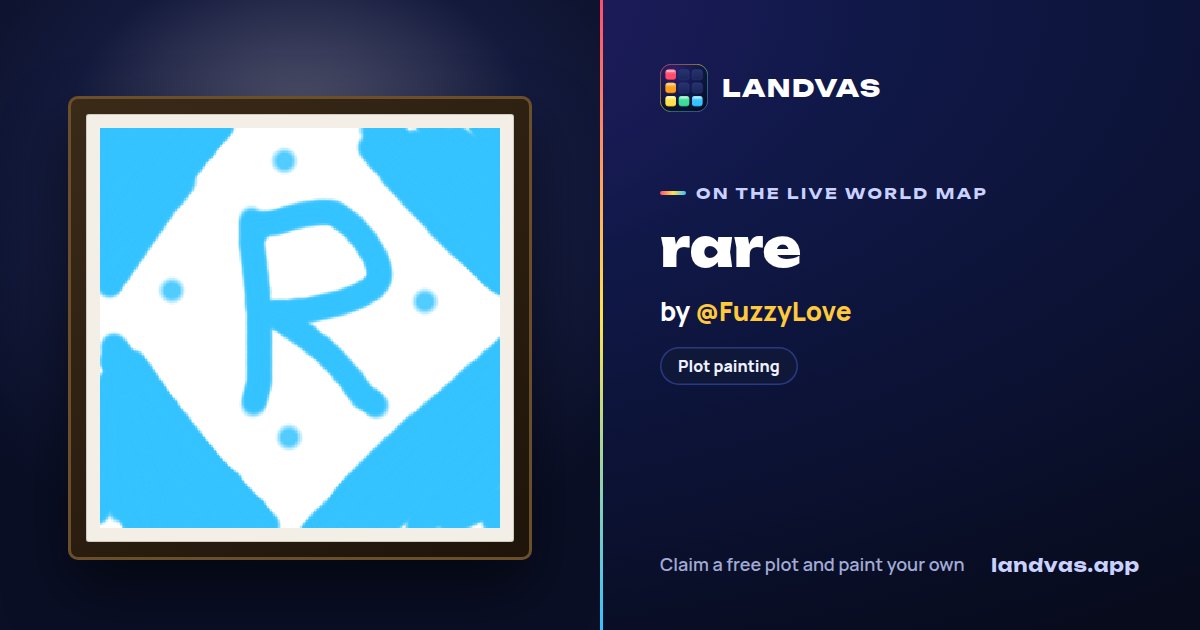 R
LANDVAS
ON THE LIVE WORLD MAP
rare
by @FuzzyLove
Plot painting
Claim a free plot and paint your own landvas.app